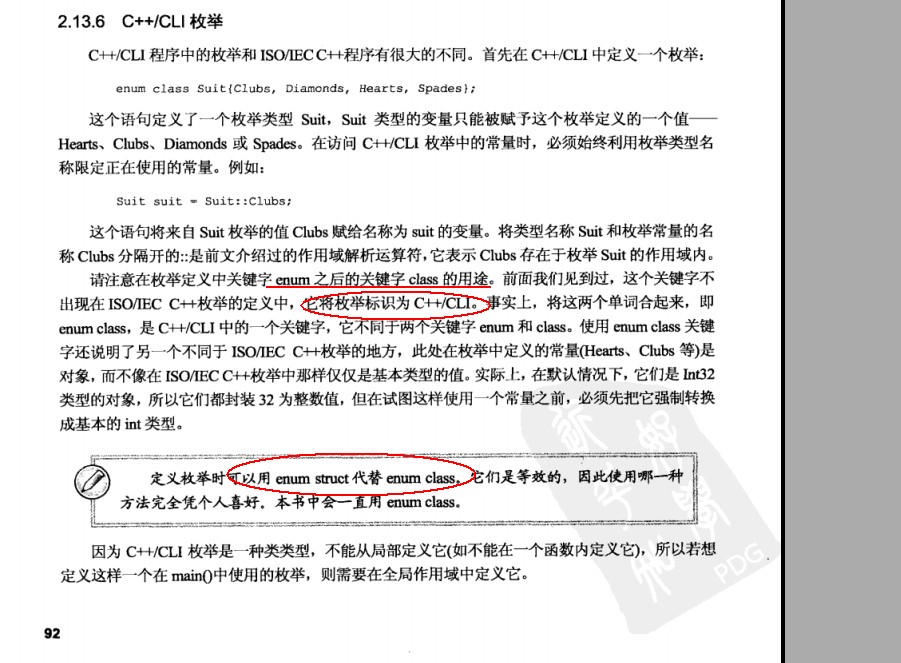 2.13.6 C++/CLI 枚举
C++/CLI 程序中的枚举和 ISO/IEC C++程序有很大的不同。首先在 C++/CLI 中定义一个枚举：
enum class Suit{Clubs, Diamonds, Hearts, Spades};
这个语句定义了一个枚举类型 Suit，Suit 类型的变量只能被赋予这个枚举定义的一个值——
Hearts、Clubs、Diamonds 或 Spades。在访问 C++/CLI 枚举中的常量时，必须始终利用枚举类型名
称限定正在使用的常量。例如：
Suit suit = Suit::Clubs;
这个语句将来自 Suit 枚举的值 Clubs 赋给名称为 suit 的变量。将类型名称 Suit 和枚举常量的名
称 Clubs 分隔开的::是前文介绍过的作用域解析运算符，它表示 Clubs 存在于枚举 Suit 的作用域内。
请注意在枚举定义中关键字 enum 之后的关键字 class 的用途。前面我们见到过，这个关键字不
出现在 ISO/IEC C++枚举的定义中，它将枚举标识为 C++/CLI。事实上，将这两个单词合起来，即
enum class，是 C++/CLI 中的一个关键字，它不同于两个关键字 enum 和 class。使用 enum class 关键
字还说明了另一个不同于 ISO/IEC C++枚举的地方，此处在枚举中定义的常量(Hearts、Clubs 等)是
对象，而不像在 ISO/IEC C++枚举中那样仅仅是基本类型的值。实际上，在默认情况下，它们是 Int32
类型的对象，所以它们都封装 32 为整数值，但在试图这样使用一个常量之前，必须先把它强制转换
成基本的 int 类型。
定义枚举时可以用 enum struct 代替 enum class。它们是等效的，因此使用哪一种
方法完全凭个人喜好。本书中会一直用 enum class。
因为 C++/CLI 枚举是一种类类型，不能从局部定义它(如不能在一个函数内定义它)，所以若想
定义这样一个在 main()中使用的枚举，则需要在全局作用域中定义它。
PDG
92